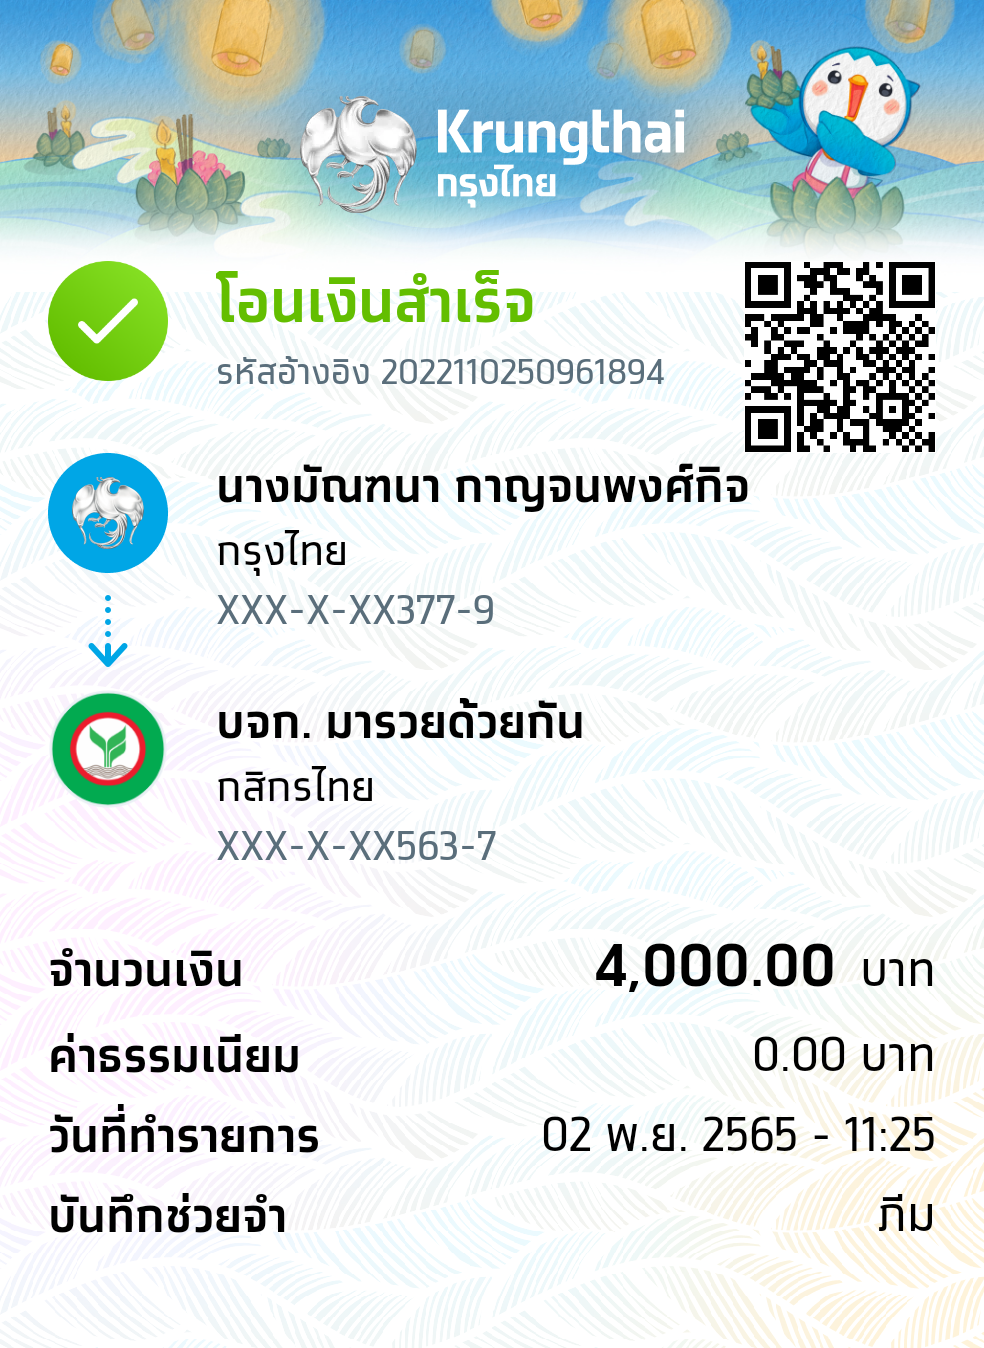 Krungthai
กรุงไทย
โอนเงินสำเร็จ
รหัสอ้างอิง 2022110250961894
นางมัณฑนา กาญจนพงศ์กิจ
กรุงไทย
XXX-X-XX377-9
บจก. มารวยด้วยกัน
กสิกรไทย
XXX-X-XX563-7
จำนวนเงิน 4,000.00 บาท
ค่าธรรมเนียม 0.00 บาท
วันที่ทำรายการ 02 พ.ย. 2565 - 11:25
บันทึกช่วยจำ ภีม